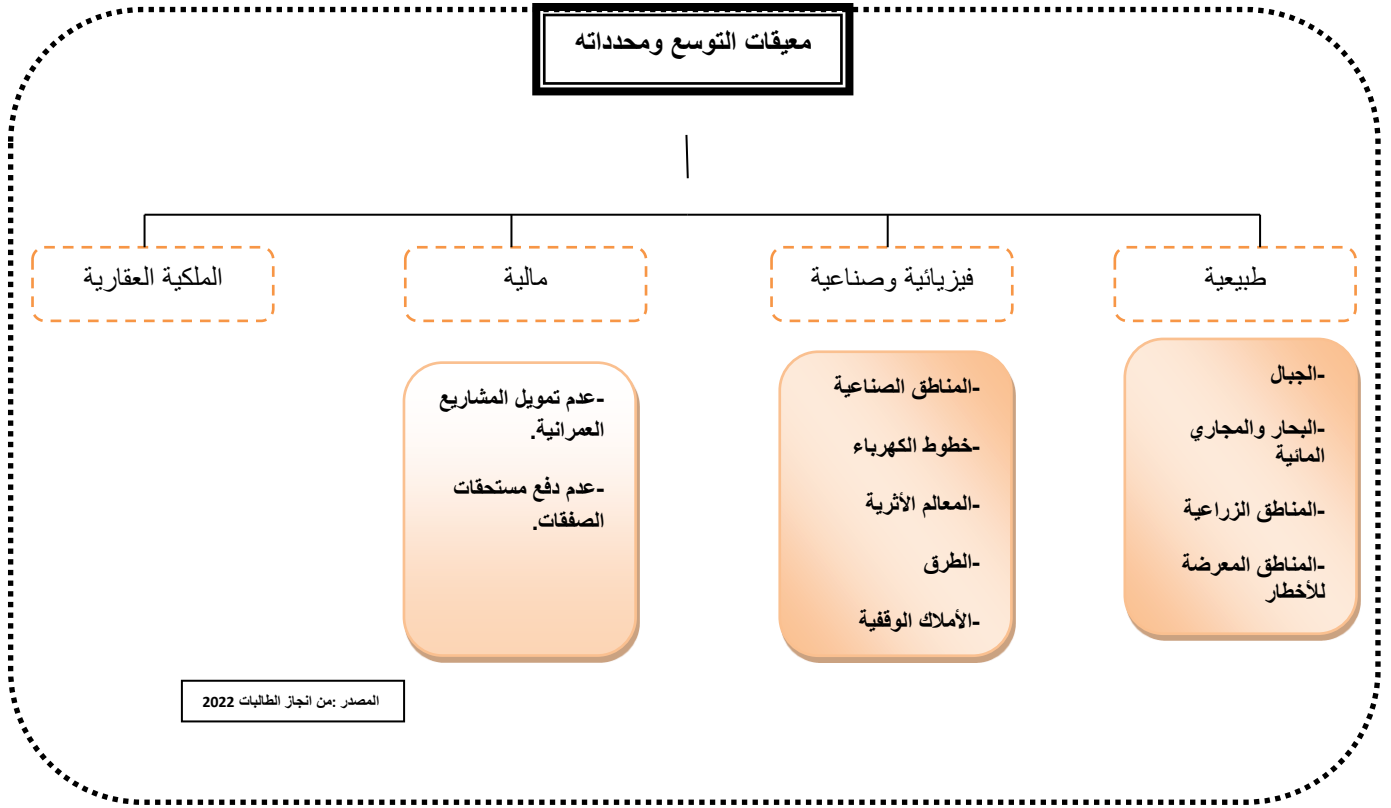 معيقات التوسع ومحدداته
طبيعية
فيزيائية وصناعية
مالية
الملكية العقارية
-الجبال
-البحار والمجاري
المائية
-المناطق الزراعية
-المناطق المعرضة
للأخطار
-المناطق الصناعية
-خطوط الكهرباء
-المعالم الأثرية
-الطرق
-الأملاك الوقفية
-عدم تمويل المشاريع
العمرانية.
-عدم دفع مستحقات
الصفقات.
المصدر :من انجاز الطالبات 2022